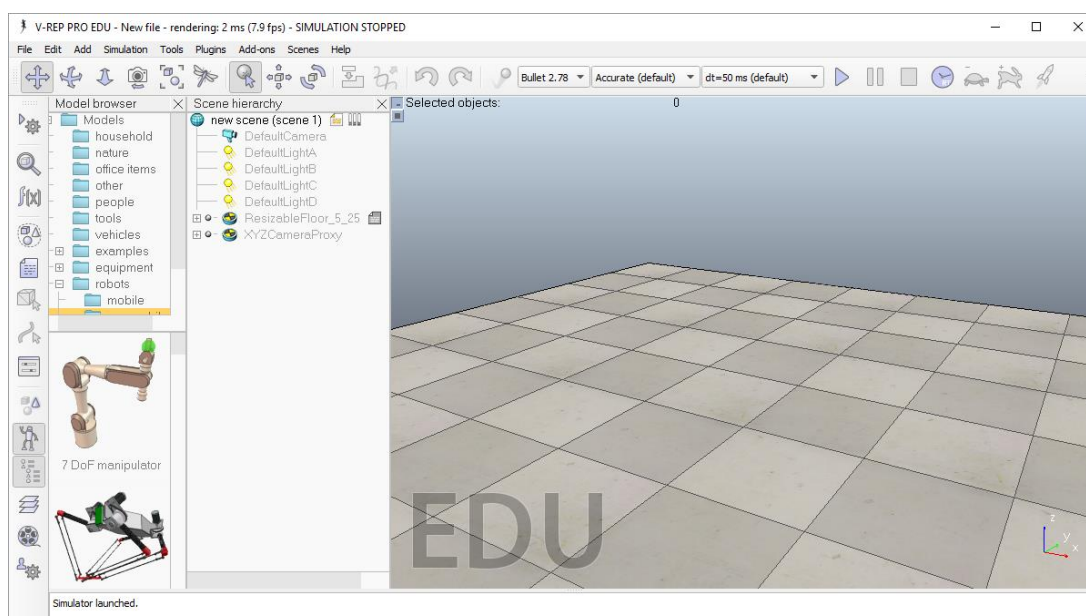 V-REP PRO EDU - New file - rendering: 2 ms (7.9 fps) - SIMULATION STOPPED
File Edit Add Simulation Tools Plugins Add-ons Scenes Help
Bullet 2.78 Accurate (default) dt=50 ms (default)
Model browser
Models
household
nature
office items
other
people
tools
vehicles
examples
equipment
robots
mobile
7 DoF manipulator
Scene hierarchy
new scene (scene 1)
DefaultCamera
DefaultLightA
DefaultLightB
DefaultLightC
DefaultLightD
ResizableFloor_5_25
XYZCameraProxy
Selected objects: 0
f(x)
EDU
z
y
x
Simulator launched.